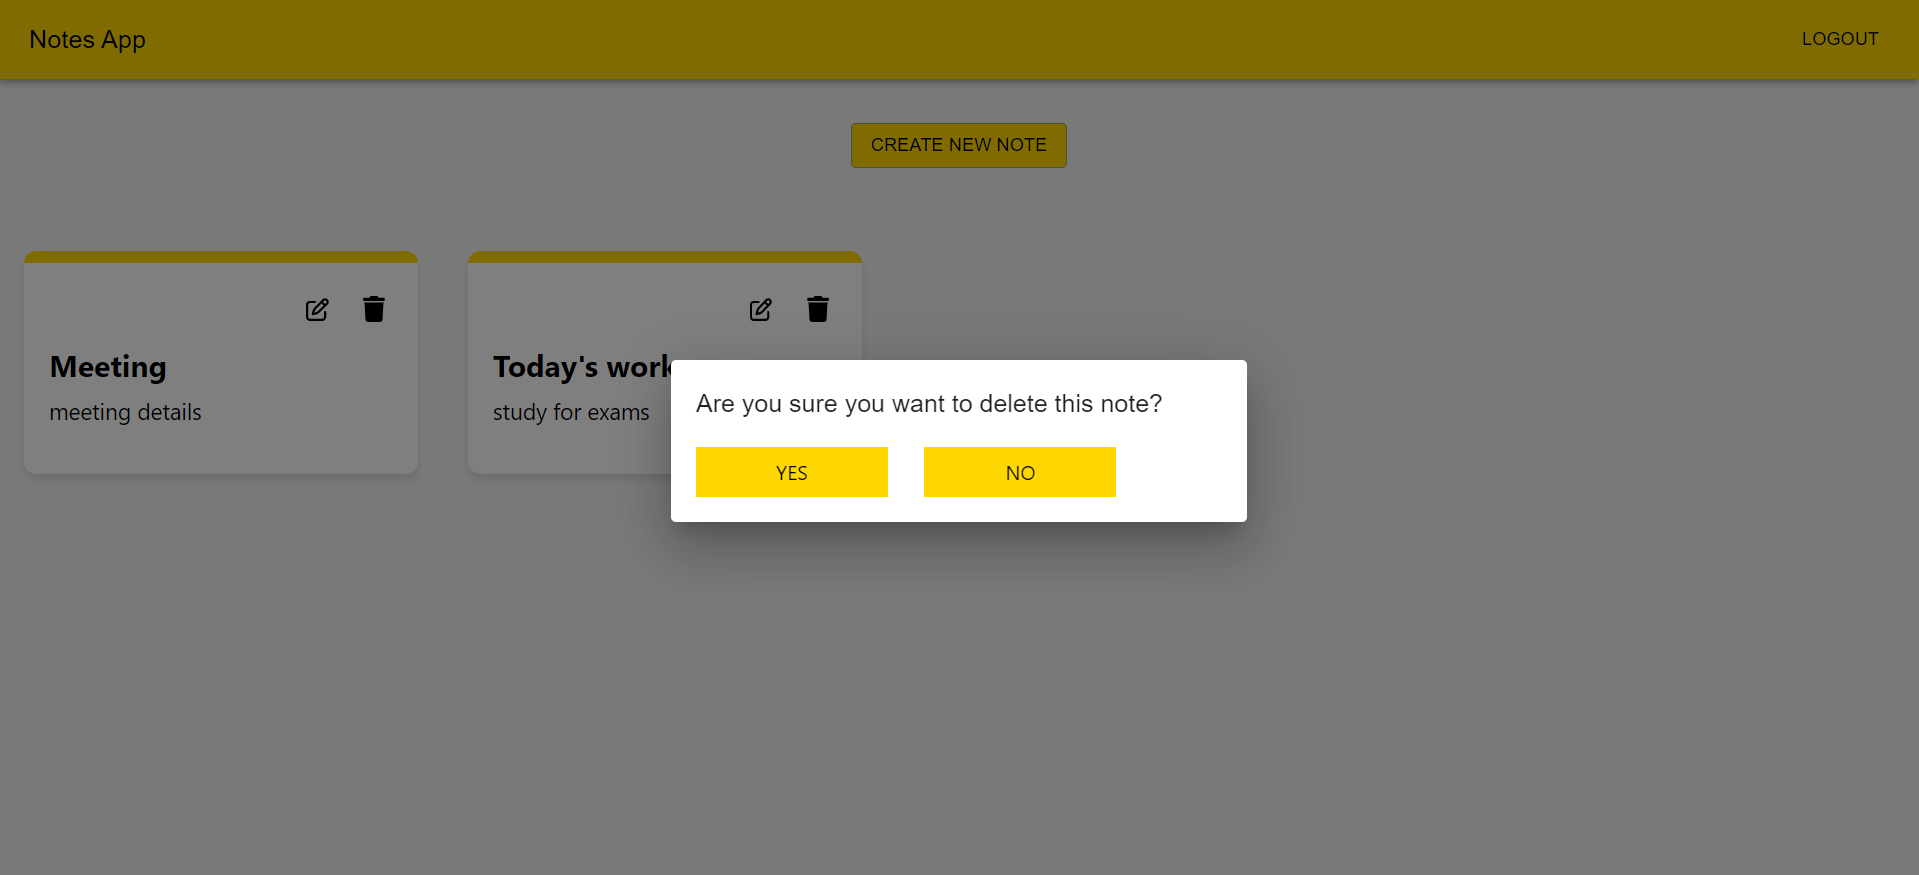 Notes App
LOGOUT
CREATE NEW NOTE
Meeting
meeting details
Today's work
study for exams
Are you sure you want to delete this note?
YES
NO